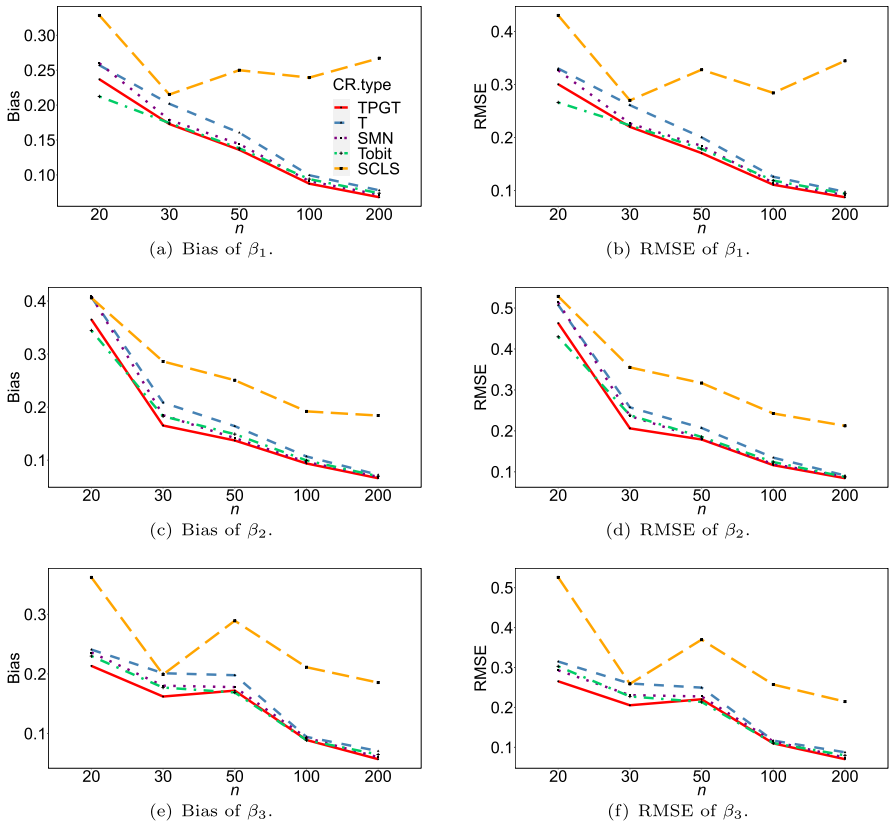 0.30
0.25
0.20
0.15
0.10
Bias
20 30 50 100 200
n
CR.type
TPGT
T
SMN
Tobit
SCLS
(a) Bias of β1.
0.4
0.3
0.2
0.1
RMSE
20 30 50 100 200
n
(b) RMSE of β1.
0.4
0.3
0.2
0.1
Bias
20 30 50 100 200
n
(c) Bias of β2.
0.5
0.4
0.3
0.2
0.1
RMSE
20 30 50 100 200
n
(d) RMSE of β2.
0.3
0.2
0.1
Bias
20 30 50 100 200
n
(e) Bias of β3.
0.5
0.4
0.3
0.2
0.1
RMSE
20 30 50 100 200
n
(f) RMSE of β3.